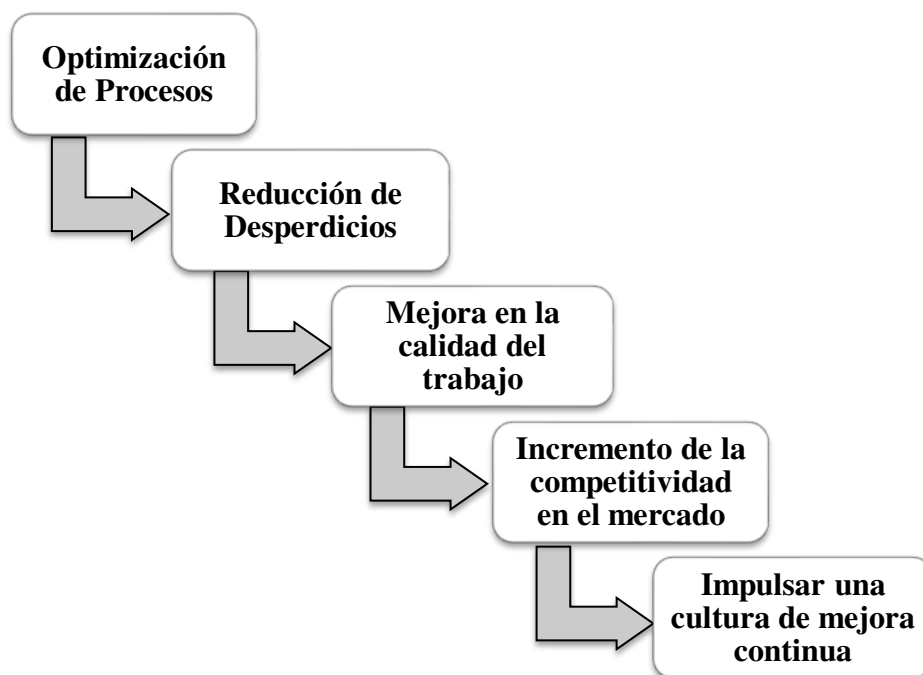 Optimización
de Procesos
Reducción de
Desperdicios
Mejora en la
calidad del
trabajo
Incremento de la
competitividad
en el mercado
Impulsar una
cultura de mejora
continua